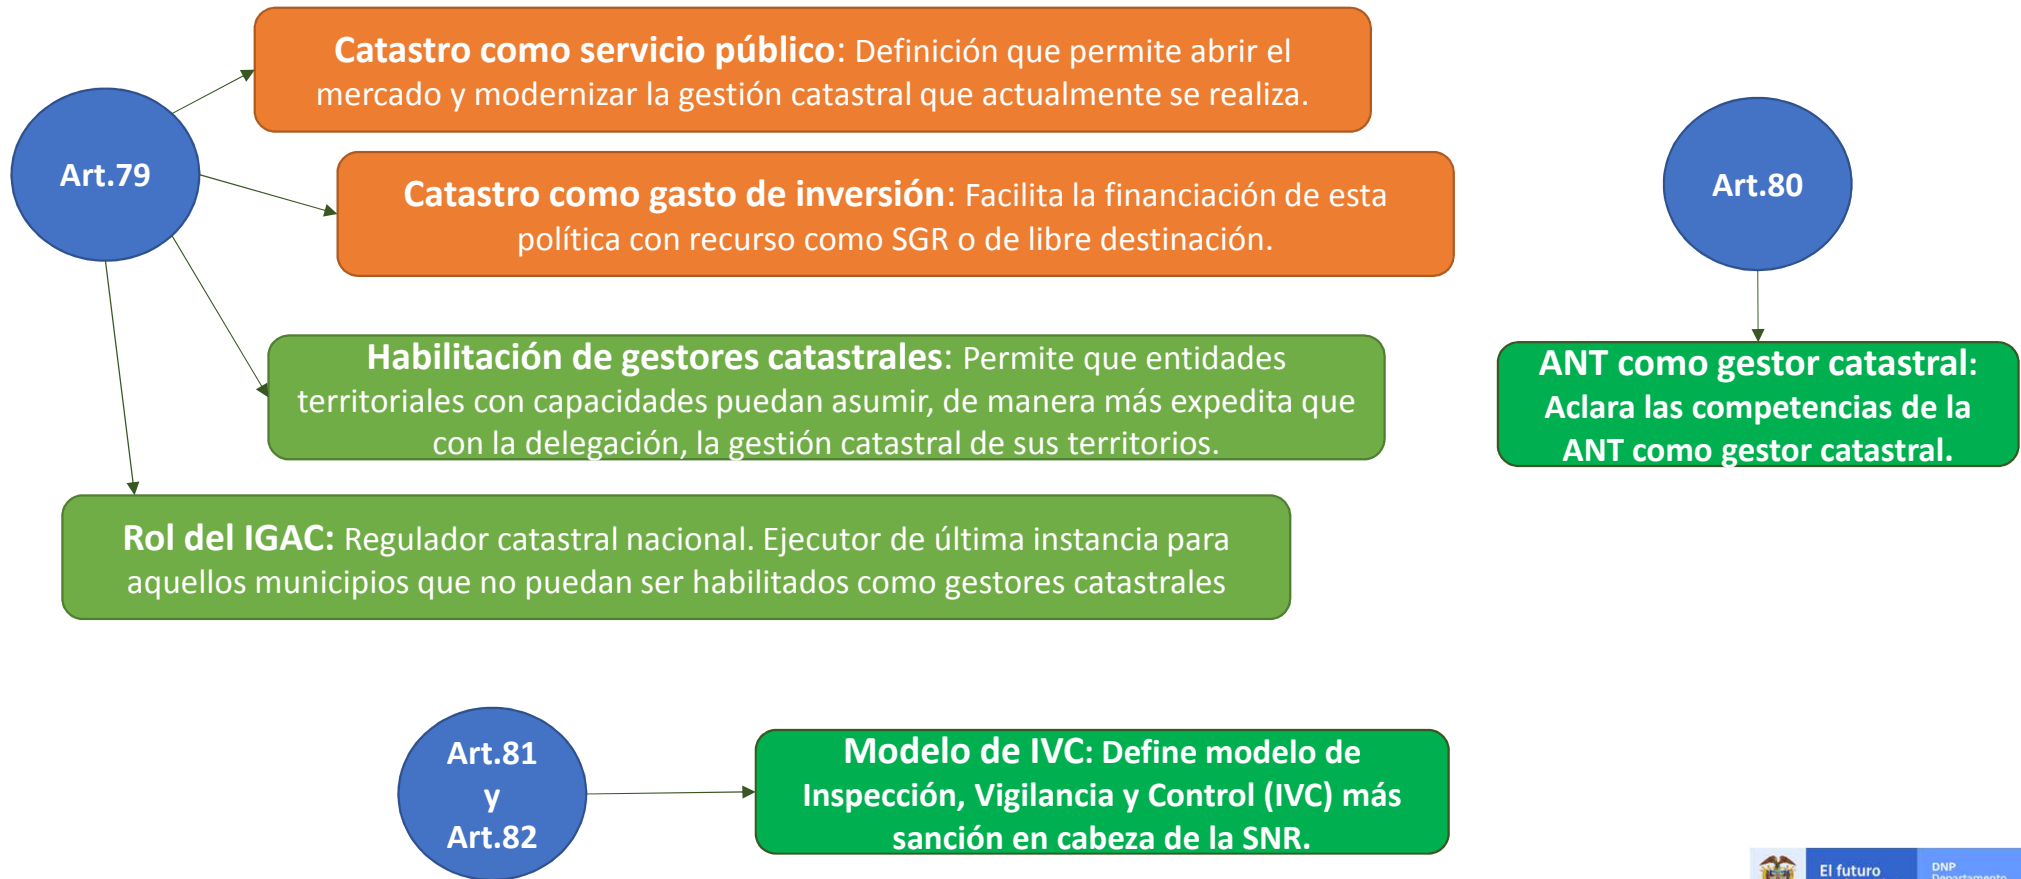 Catastro como servicio público: Definición que permite abrir el
mercado y modernizar la gestión catastral que actualmente se realiza.
Art.79
Catastro como gasto de inversión: Facilita la financiación de esta
política con recurso como SGR o de libre destinación.
Habilitación de gestores catastrales: Permite que entidades
territoriales con capacidades puedan asumir, de manera más expedita que
con la delegación, la gestión catastral de sus territorios.
Rol del IGAC: Regulador catastral nacional. Ejecutor de última instancia para
aquellos municipios que no puedan ser habilitados como gestores catastrales
Art.80
ANT como gestor catastral:
Aclara las competencias de la
ANT como gestor catastral.
Art.81
y
Art.82
Modelo de IVC: Define modelo de
Inspección, Vigilancia y Control (IVC) más
sanción en cabeza de la SNR.
El futuro
DNP
Departamento